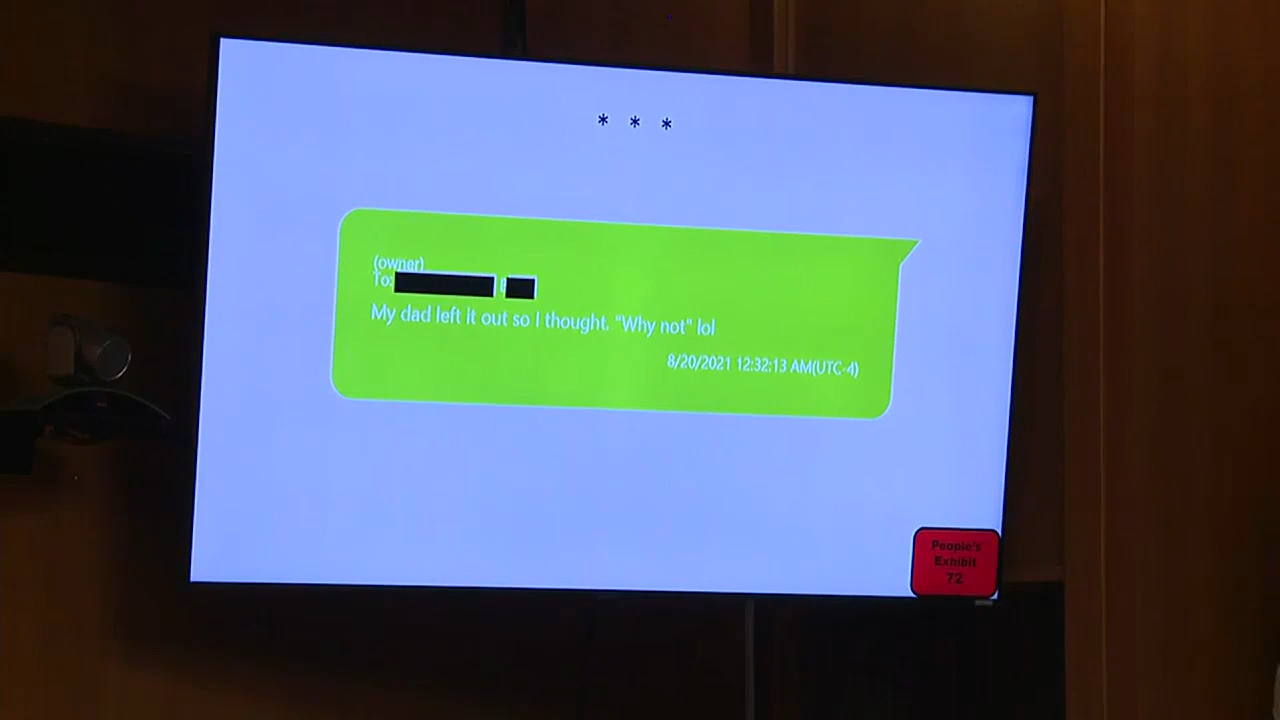 * * *
(owner)
To:
My dad left it out so I thought. "Why not" lol
8/20/2021 12:32:13 AM(UTC-4)
People's
Exhibit
72